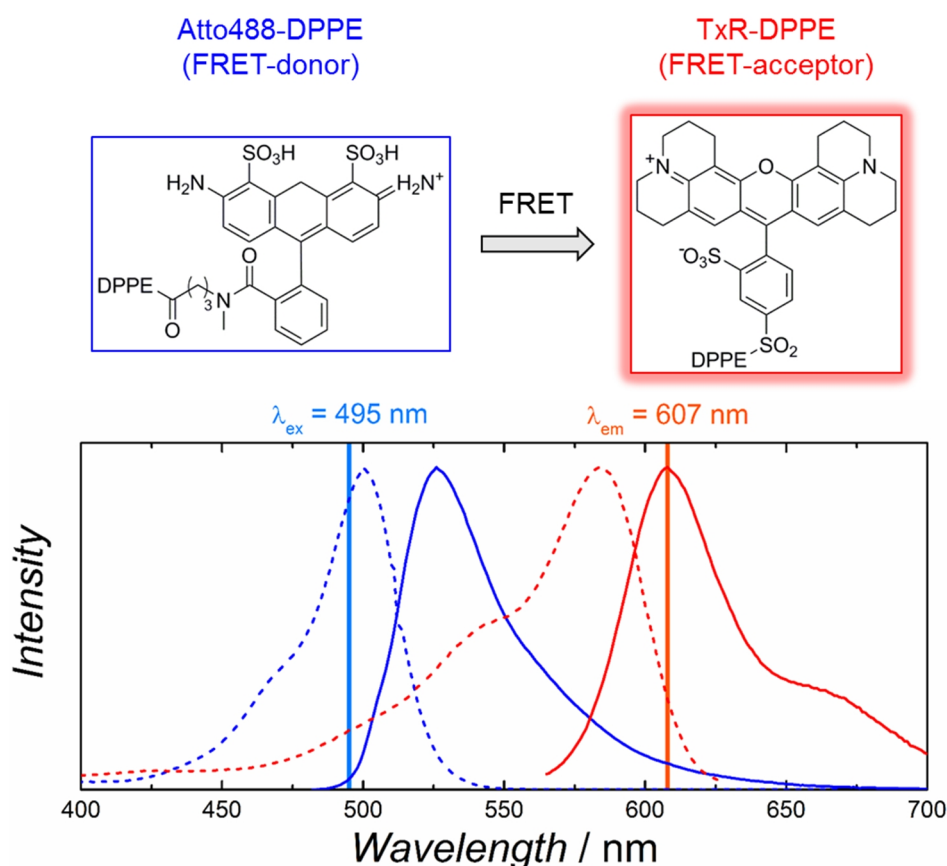 Atto488-DPPE
(FRET-donor)
TxR-DPPE
(FRET-acceptor)
SO₃H
SO₃H
H₂N
H₂N⁺
DPPE
O
( )₃
N
O
FRET
N
+
O
N
⁻O₃S
SO₂
DPPE
λex = 495 nm
λem = 607 nm
Intensity
400
450
500
550
600
650
700
Wavelength / nm